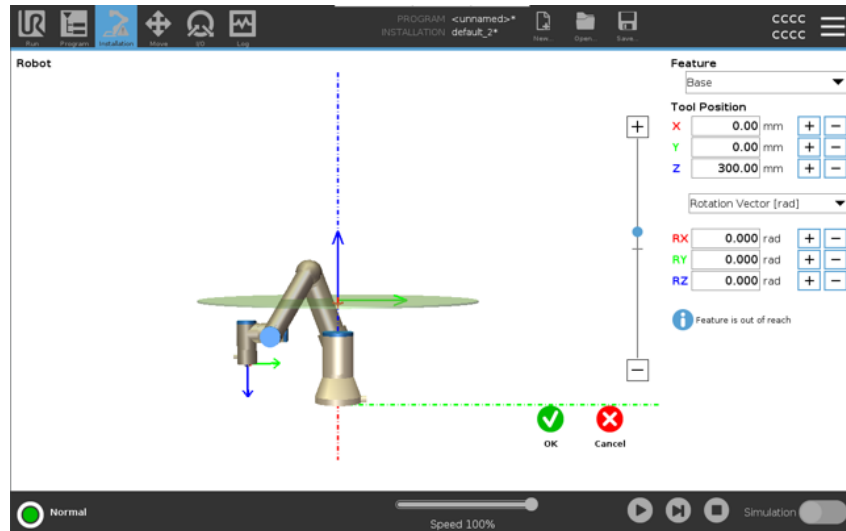 UR
PROGRAM <unnamed>*
INSTALLATION default_2*
cccc
cccc
Run
Program
Installation
Move
I/O
Log
New...
Open...
Save...
Robot
Feature
Base
Tool Position
X 0.00 mm + −
Y 0.00 mm + −
Z 300.00 mm + −
Rotation Vector [rad]
RX 0.000 rad + −
RY 0.000 rad + −
RZ 0.000 rad + −
i Feature is out of reach
+
−
OK
Cancel
Normal
Speed 100%
Simulation